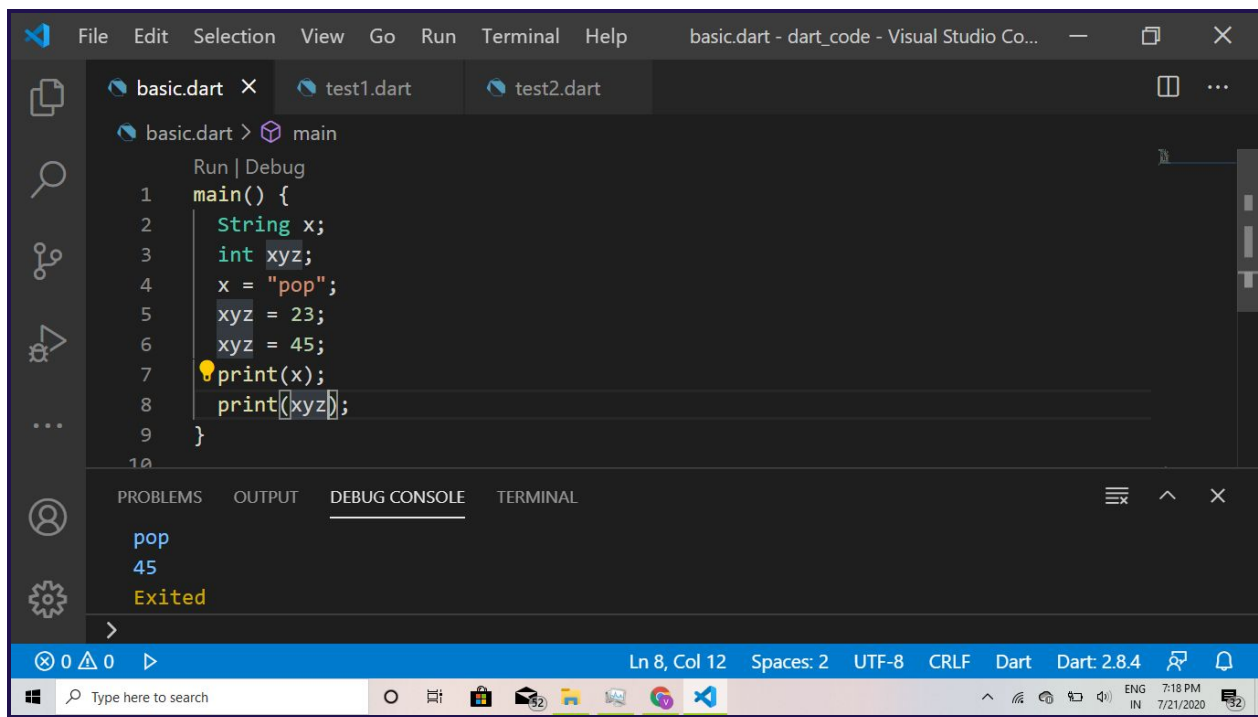 File Edit Selection View Go Run Terminal Help basic.dart - dart_code - Visual Studio Co...
basic.dart test1.dart test2.dart
basic.dart > main
Run | Debug
1 main() {
2 String x;
3 int xyz;
4 x = "pop";
5 xyz = 23;
6 xyz = 45;
7 print(x);
8 print(xyz);
9 }
10
PROBLEMS OUTPUT DEBUG CONSOLE TERMINAL
pop
45
Exited
>
0 0 Ln 8, Col 12 Spaces: 2 UTF-8 CRLF Dart Dart: 2.8.4
Type here to search 52 ENG 7:18 PM
IN 7/21/2020 32